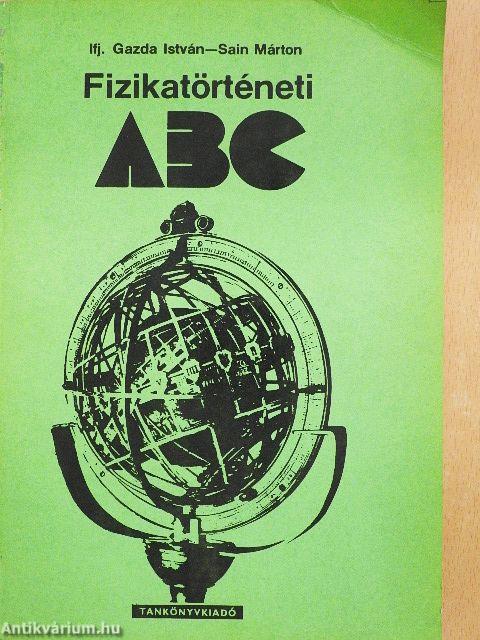 Ifj. Gazda István—Sain Márton
Fizikatörténeti
ABC
TANKÖNYVKIADÓ
Antikvárium.hu